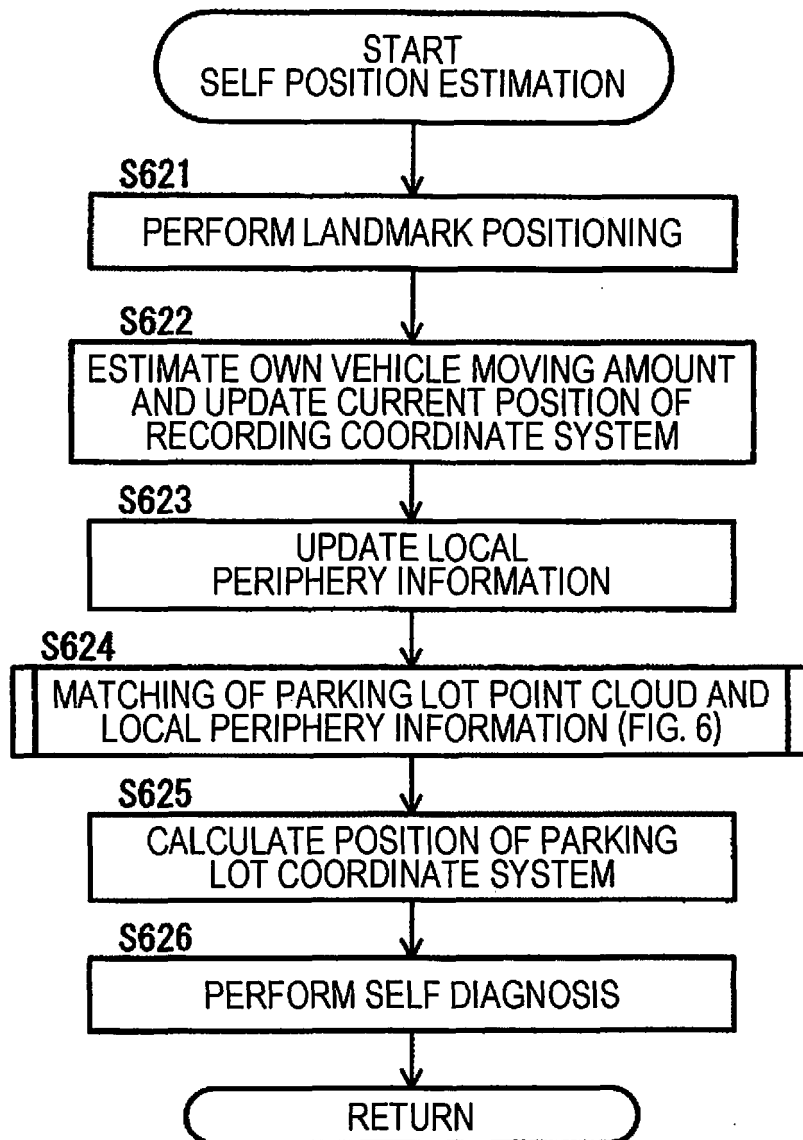 START
SELF POSITION ESTIMATION
S621
PERFORM LANDMARK POSITIONING
S622
ESTIMATE OWN VEHICLE MOVING AMOUNT
AND UPDATE CURRENT POSITION OF
RECORDING COORDINATE SYSTEM
S623
UPDATE LOCAL
PERIPHERY INFORMATION
S624
MATCHING OF PARKING LOT POINT CLOUD AND
LOCAL PERIPHERY INFORMATION (FIG. 6)
S625
CALCULATE POSITION OF PARKING
LOT COORDINATE SYSTEM
S626
PERFORM SELF DIAGNOSIS
RETURN